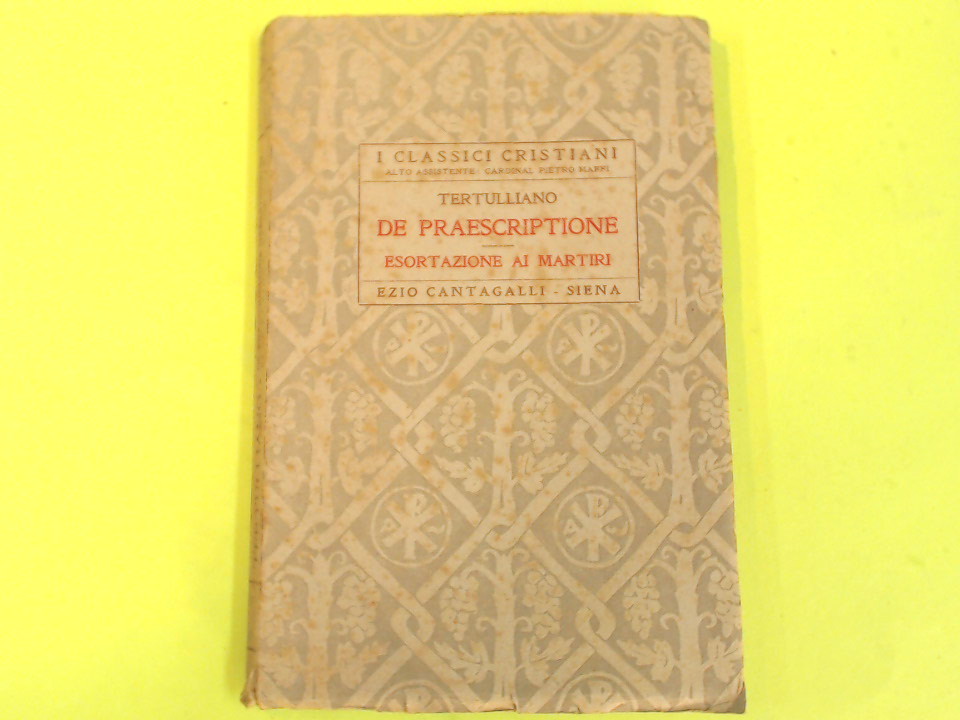 I CLASSICI CRISTIANI
ALTO ASSISTENTE: CARDINAL PIETRO MAFFI
TERTULLIANO
DE PRAESCRIPTIONE
ESORTAZIONE AI MARTIRI
EZIO CANTAGALLI - SIENA